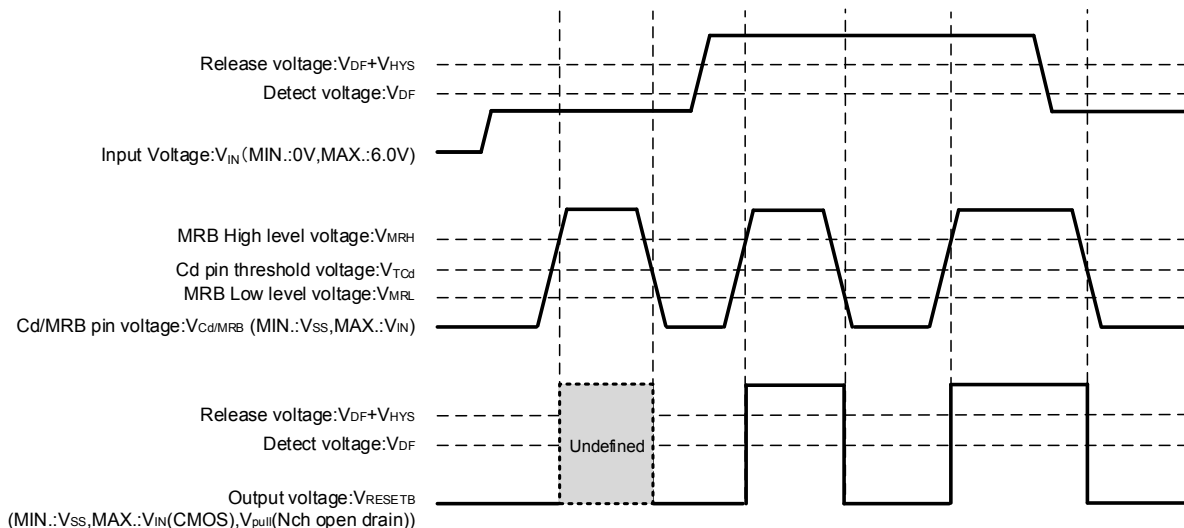 Release voltage:VDF+VHYS
Detect voltage:VDF
Input Voltage:VIN(MIN.:0V,MAX.:6.0V)
MRB High level voltage:VMRH
Cd pin threshold voltage:VTCd
MRB Low level voltage:VMRL
Cd/MRB pin voltage:VCd/MRB (MIN.:VSS,MAX.:VIN)
Release voltage:VDF+VHYS
Detect voltage:VDF
Undefined
Output voltage:VRESETB
(MIN.:VSS,MAX.:VIN(CMOS),Vpull(Nch open drain))